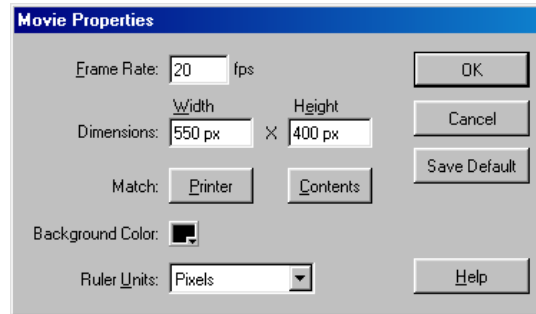 Movie Properties
Frame Rate: 20 fps
OK
Width Height
Dimensions: 550 px X 400 px
Cancel
Save Default
Match: Printer Contents
Background Color:
Ruler Units: Pixels
Help